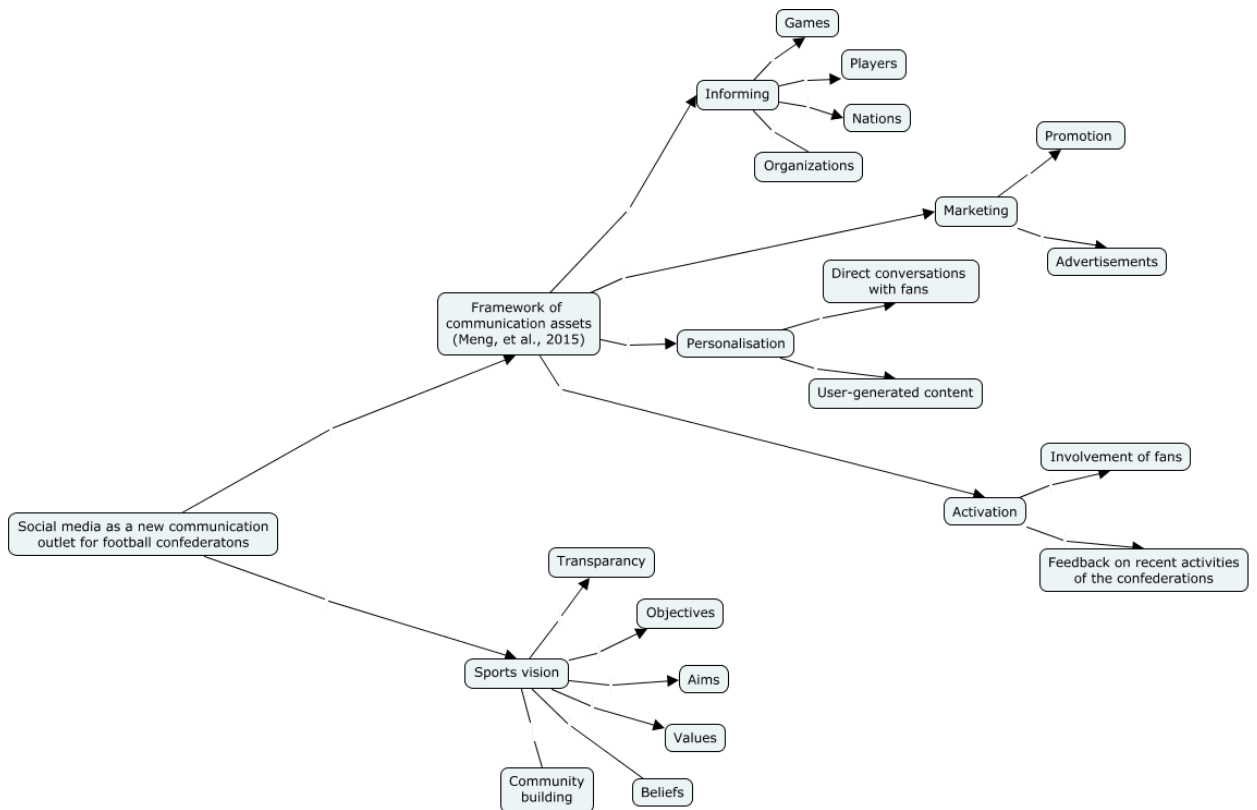 Games
Players
Informing
Nations
Organizations
Promotion
Marketing
Advertisements
Direct conversations
with fans
Framework of
communication assets
(Meng, et al., 2015)
Personalisation
User-generated content
Involvement of fans
Activation
Feedback on recent activities
of the confederations
Social media as a new communication
outlet for football confederatons
Transparancy
Objectives
Sports vision
Aims
Values
Community
building
Beliefs